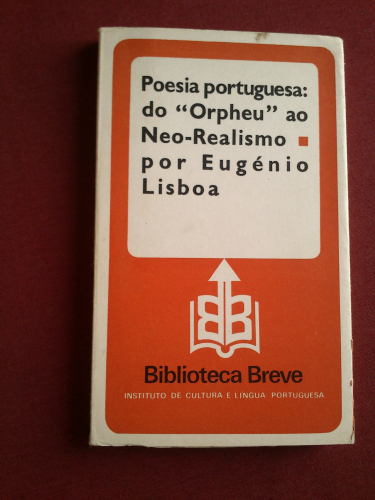 Poesia portuguesa:
do “Orpheu” ao
Neo-Realismo ▪
por Eugénio
Lisboa
Biblioteca Breve
INSTITUTO DE CULTURA E LÍNGUA PORTUGUESA